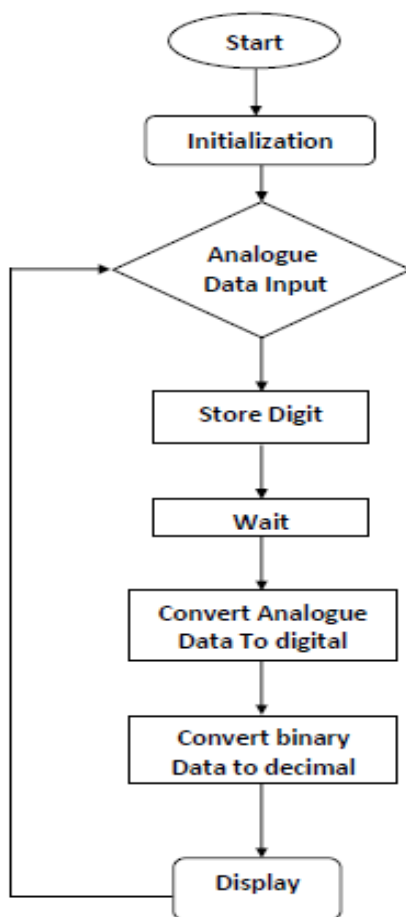 Start
Initialization
Analogue
Data Input
Store Digit
Wait
Convert Analogue
Data To digital
Convert binary
Data to decimal
Display